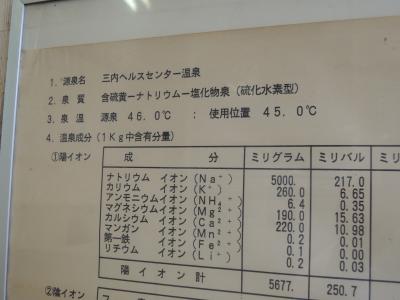 1. 源泉名 三内ヘルスセンター温泉
2. 泉質 含硫黄ーナトリウムー塩化物泉（硫化水素型）
3. 泉温 源泉 46.0℃ : 使用位置 45.0℃
4. 温泉成分（1Kg中含有分量）
①陽イオン 成分 ミリグラム ミリバル ミリ
ナトリウム イオン(Na+) 5000. 217.0
カリウム イオン(K+) 260.0 6.65
アンモニウムイオン(NH4+) 6.4 0.35
マグネシウムイオン(Mg2+) 190.0 15.63
カルシウム イオン(Ca2+) 220.0 10.98
マンガン イオン(Mn2+) 0.2 0.01
第一鉄 イオン(Fe2+) 0.1 0.00
リチウム イオン(Li+) 0.2 0.03
陽イオン計 5677. 250.7
②陰イオン